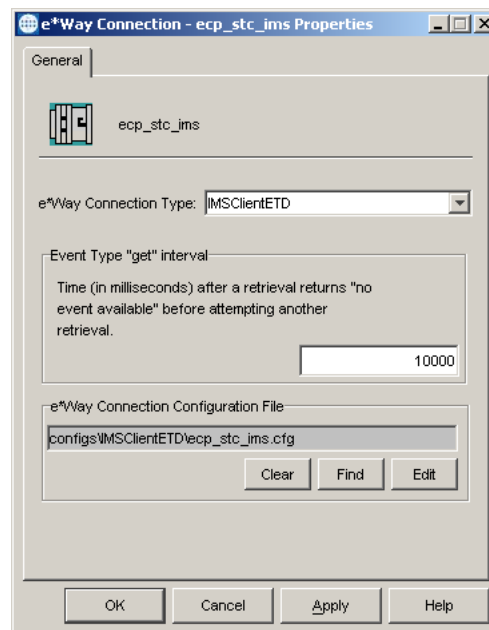 e*Way Connection - ecp_stc_ims Properties
General
ecp_stc_ims
e*Way Connection Type: IMSClientETD
Event Type "get" interval
Time (in milliseconds) after a retrieval returns "no
event available" before attempting another
retrieval.
10000
e*Way Connection Configuration File
configs\IMSClientETD\ecp_stc_ims.cfg
Clear Find Edit
OK Cancel Apply Help